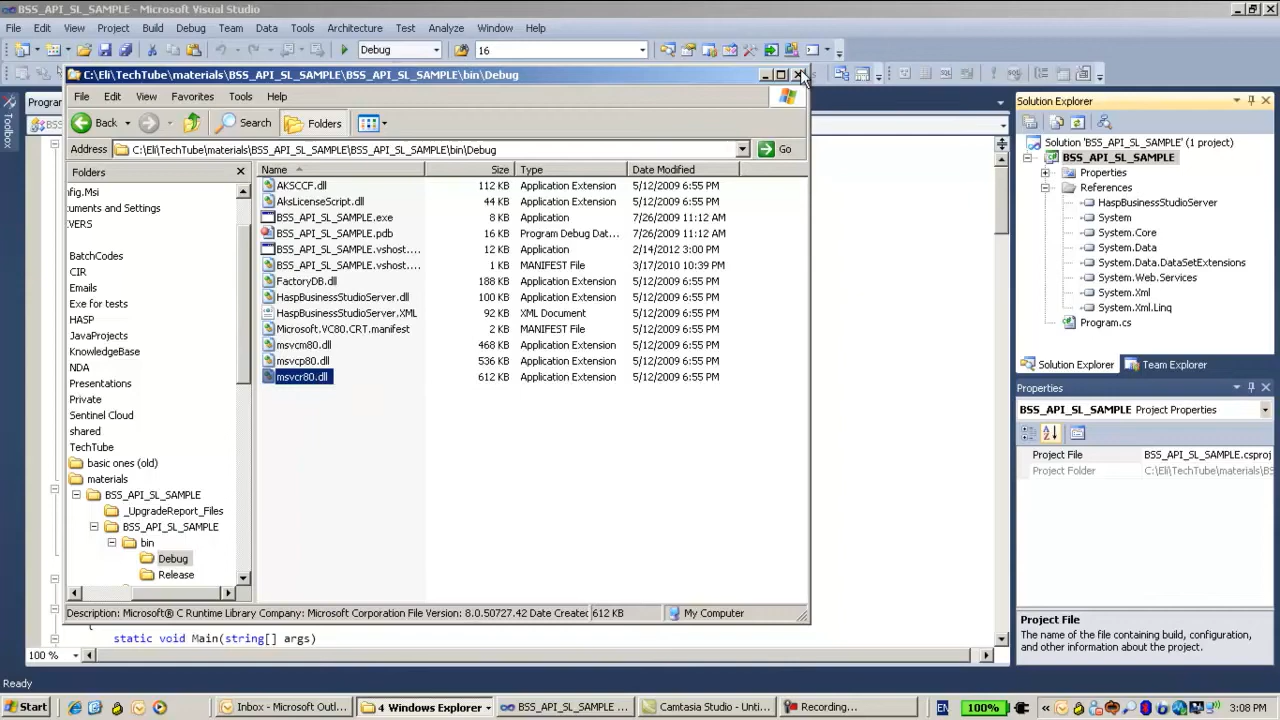 BSS_API_SL_SAMPLE - Microsoft Visual Studio
File Edit View Project Build Debug Team Data Tools Architecture Test Analyze Window Help
Debug 16
C:\Eli\TechTube\materials\BSS_API_SL_SAMPLE\BSS_API_SL_SAMPLE\bin\Debug
File Edit View Favorites Tools Help
Back Search Folders
Address C:\Eli\TechTube\materials\BSS_API_SL_SAMPLE\BSS_API_SL_SAMPLE\bin\Debug Go
Folders
Name Size Type Date Modified
AKSCCF.dll 112 KB Application Extension 5/12/2009 6:55 PM
AksLicenseScript.dll 44 KB Application Extension 5/12/2009 6:55 PM
BSS_API_SL_SAMPLE.exe 8 KB Application 7/26/2009 11:12 AM
BSS_API_SL_SAMPLE.pdb 16 KB Program Debug Dat... 7/26/2009 11:12 AM
BSS_API_SL_SAMPLE.vshost.... 12 KB Application 2/14/2012 3:00 PM
BSS_API_SL_SAMPLE.vshost.... 1 KB MANIFEST File 3/17/2010 10:39 PM
FactoryDB.dll 188 KB Application Extension 5/12/2009 6:55 PM
HaspBusinessStudioServer.dll 100 KB Application Extension 5/12/2009 6:55 PM
HaspBusinessStudioServer.XML 44 KB XML Document 5/12/2009 6:55 PM
Microsoft.VC80.CRT.manifest 2 KB MANIFEST File 5/12/2009 6:55 PM
msvcm80.dll 468 KB Application Extension 5/12/2009 6:55 PM
msvcp80.dll 536 KB Application Extension 5/12/2009 6:55 PM
msvcr80.dll 612 KB Application Extension 5/12/2009 6:55 PM
nfig.Msi
uments and Settings
VERS
BatchCodes
CIR
Emails
Exe for tests
HASP
JavaProjects
KnowledgeBase
NDA
Presentations
Private
Sentinel Cloud
shared
TechTube
basic ones (old)
materials
BSS_API_SL_SAMPLE
_UpgradeReport_Files
BSS_API_SL_SAMPLE
bin
Debug
Release
Description: Microsoft® C Runtime Library Company: Microsoft Corporation File Version: 8.0.50727.42 Date Created 612 KB My Computer
Toolbox
Program
BSS
static void Main(string[] args)
100 %
Solution Explorer
Solution 'BSS_API_SL_SAMPLE' (1 project)
BSS_API_SL_SAMPLE
Properties
References
HaspBusinessStudioServer
System
System.Core
System.Data
System.Data.DataSetExtensions
System.Web.Services
System.Xml
System.Xml.Linq
Program.cs
Solution Explorer Team Explorer
Properties
BSS_API_SL_SAMPLE Project Properties
Project File BSS_API_SL_SAMPLE.csproj
Project Folder C:\Eli\TechTube\materials\BS
Project File
The name of the file containing build, configuration,
and other information about the project.
Ready
Start Inbox - Microsoft Outl... 4 Windows Explorer BSS_API_SL_SAMPLE ... Camtasia Studio - Unti... Recording... EN 100% 3:08 PM